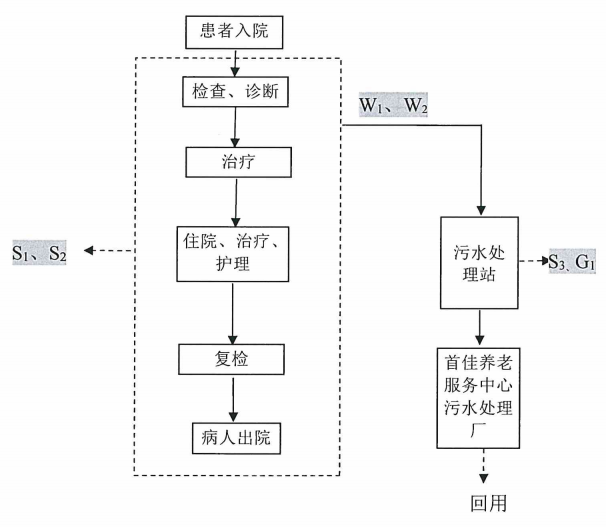 患者入院
检查、诊断
W₁、W₂
治疗
住院、治疗、
护理
S₁、S₂
污水处
理站
S₃、G₁
复检
首佳养老
服务中心
污水处理
厂
病人出院
回用